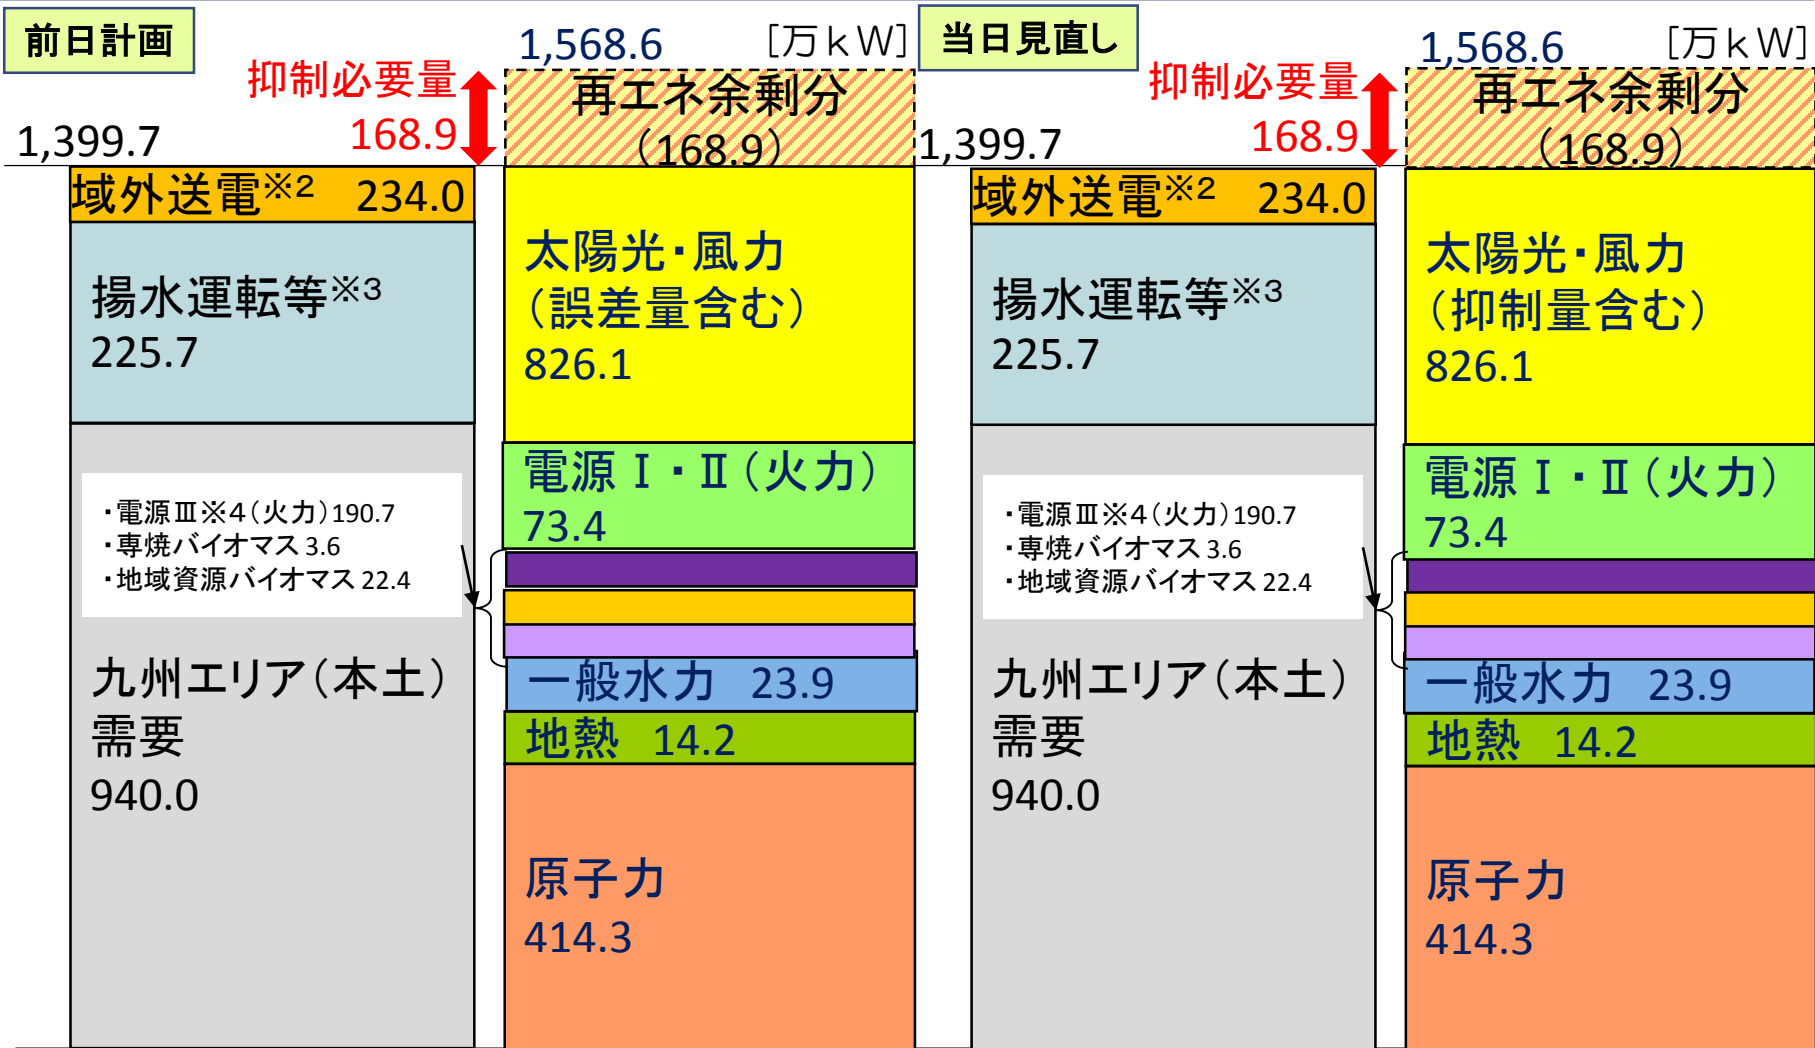 前日計画
1,568.6 [万kW]
抑制必要量
168.9
1,399.7
再エネ余剰分
(168.9)
域外送電※2 234.0
揚水運転等※3
225.7
・電源Ⅲ※4(火力)190.7
・専焼バイオマス 3.6
・地域資源バイオマス 22.4
九州エリア(本土)
需要
940.0
太陽光・風力
(誤差量含む)
826.1
電源Ⅰ・Ⅱ(火力)
73.4
一般水力 23.9
地熱 14.2
原子力
414.3
当日見直し
1,568.6 [万kW]
抑制必要量
168.9
1,399.7
再エネ余剰分
(168.9)
域外送電※2 234.0
揚水運転等※3
225.7
・電源Ⅲ※4(火力)190.7
・専焼バイオマス 3.6
・地域資源バイオマス 22.4
九州エリア(本土)
需要
940.0
太陽光・風力
(抑制量含む)
826.1
電源Ⅰ・Ⅱ(火力)
73.4
一般水力 23.9
地熱 14.2
原子力
414.3